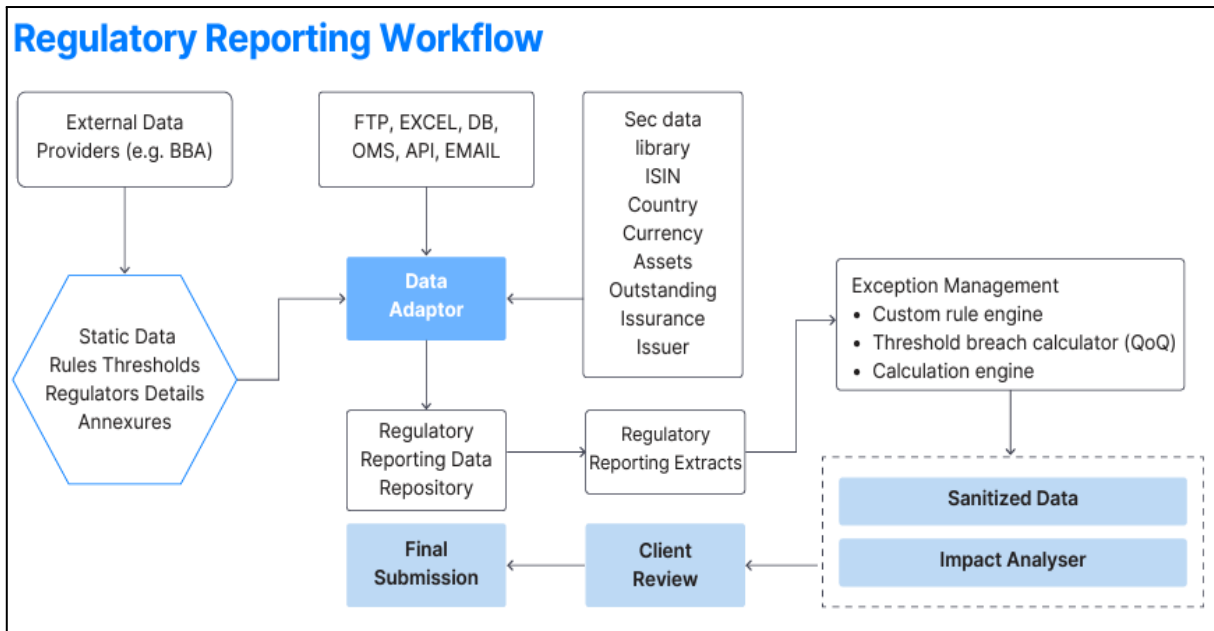 Regulatory Reporting Workflow
External Data
Providers (e.g. BBA)
FTP, EXCEL, DB,
OMS, API, EMAIL
Sec data
library
ISIN
Country
Currency
Assets
Outstanding
Issurance
Issuer
Static Data
Rules Thresholds
Regulators Details
Annexures
Data
Adaptor
Exception Management
• Custom rule engine
• Threshold breach calculator (QoQ)
• Calculation engine
Regulatory
Reporting Data
Repository
Regulatory
Reporting Extracts
Sanitized Data
Impact Analyser
Client
Review
Final
Submission